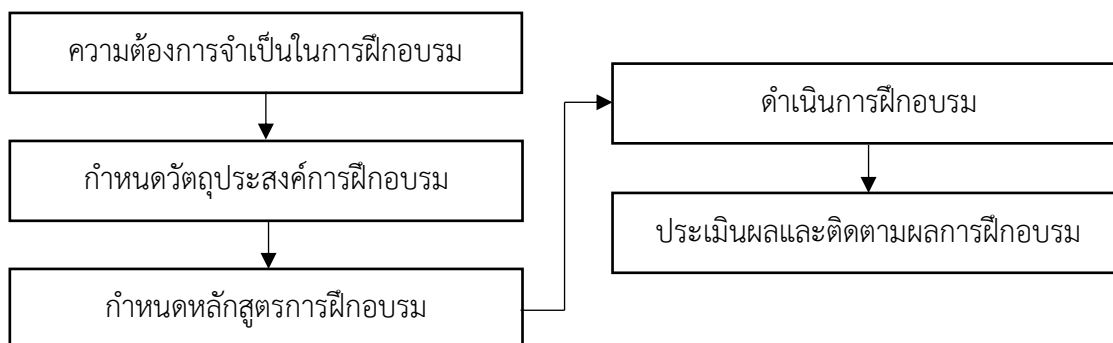 ความต้องการจำเป็นในการฝึกอบรม
กำหนดวัตถุประสงค์การฝึกอบรม
กำหนดหลักสูตรการฝึกอบรม
ดำเนินการฝึกอบรม
ประเมินผลและติดตามผลการฝึกอบรม